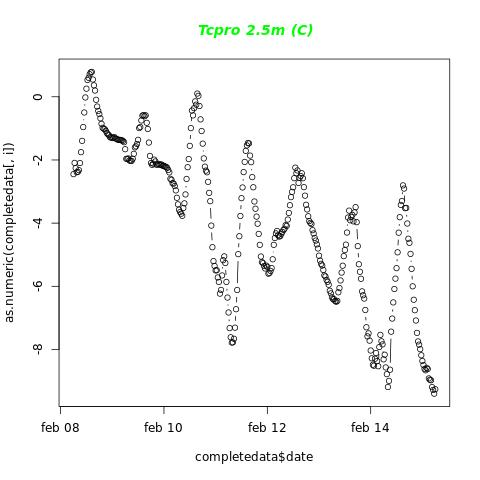 Tcpro 2.5m (C)
as.numeric(completedata[, i])
0
-2
-4
-6
-8
feb 08 feb 10 feb 12 feb 14
completedata$date